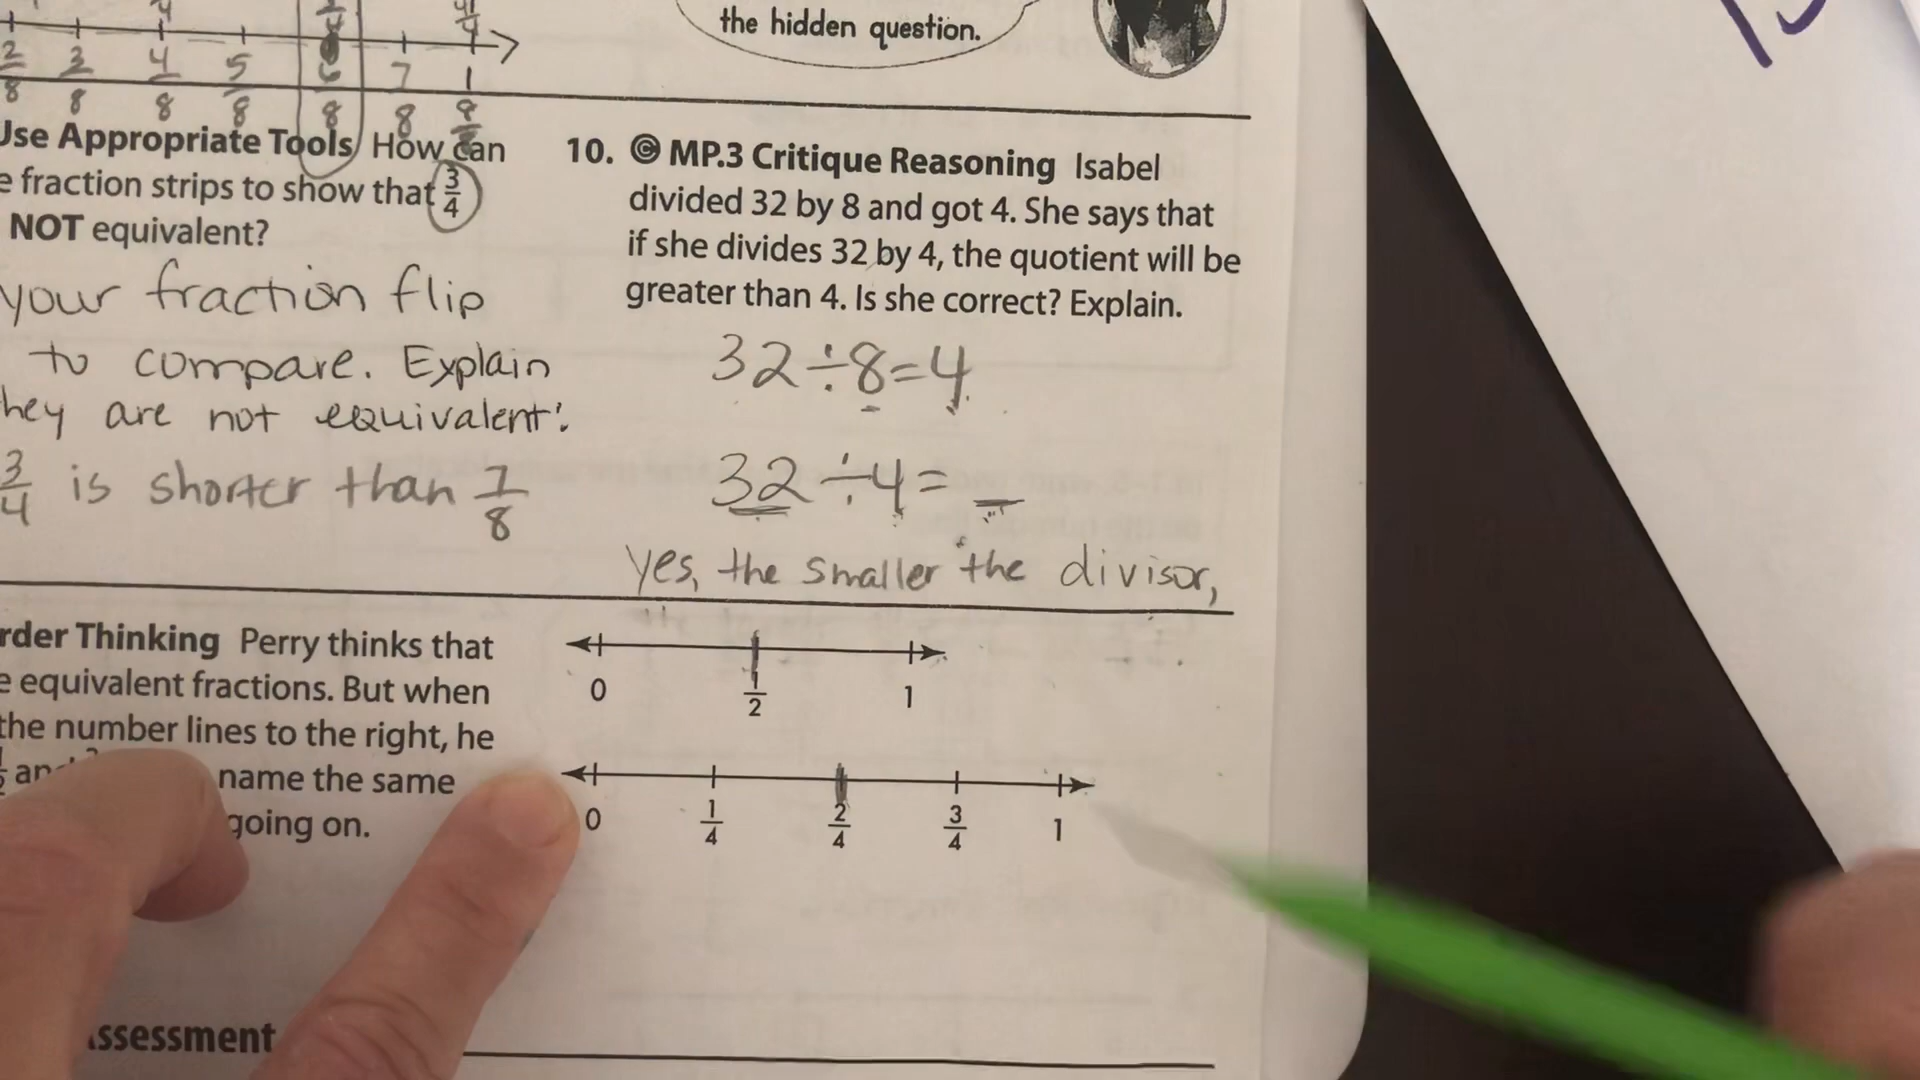 the hidden question.
2/8 3/8 4/8 5/8 6/8 7/8 8/8
Use Appropriate Tools How can
e fraction strips to show that 3/4
NOT equivalent?
your fraction flip
to compare. Explain
they are not equivalent.
3/4 is shorter than 7/8
10. MP.3 Critique Reasoning Isabel
divided 32 by 8 and got 4. She says that
if she divides 32 by 4, the quotient will be
greater than 4. Is she correct? Explain.
32 ÷ 8 = 4
32 ÷ 4 = _
yes, the smaller the divisor,
rder Thinking Perry thinks that
e equivalent fractions. But when
the number lines to the right, he
name the same
going on.
0 1/2 1
0 1/4 2/4 3/4 1
ssessment